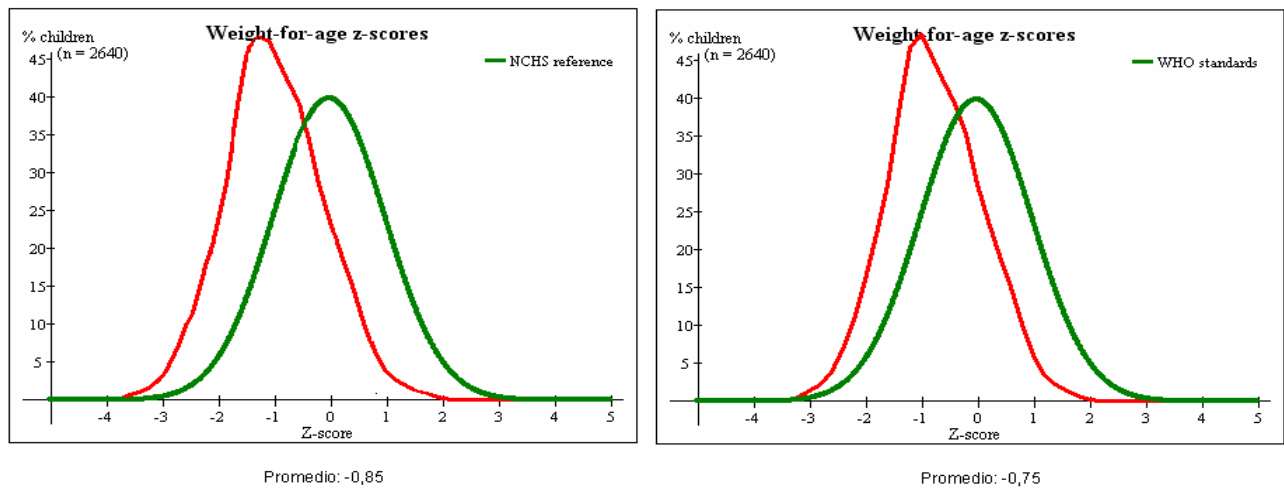 Weight-for-age z-scores
% children
(n = 2640)
NCHS reference
45
40
35
30
25
20
15
10
5
-4 -3 -2 -1 0 1 2 3 4 5
Z-score
Promedio: -0,85
Weight-for-age z-scores
% children
(n = 2640)
WHO standards
45
40
35
30
25
20
15
10
5
-4 -3 -2 -1 0 1 2 3 4 5
Z-score
Promedio: -0,75